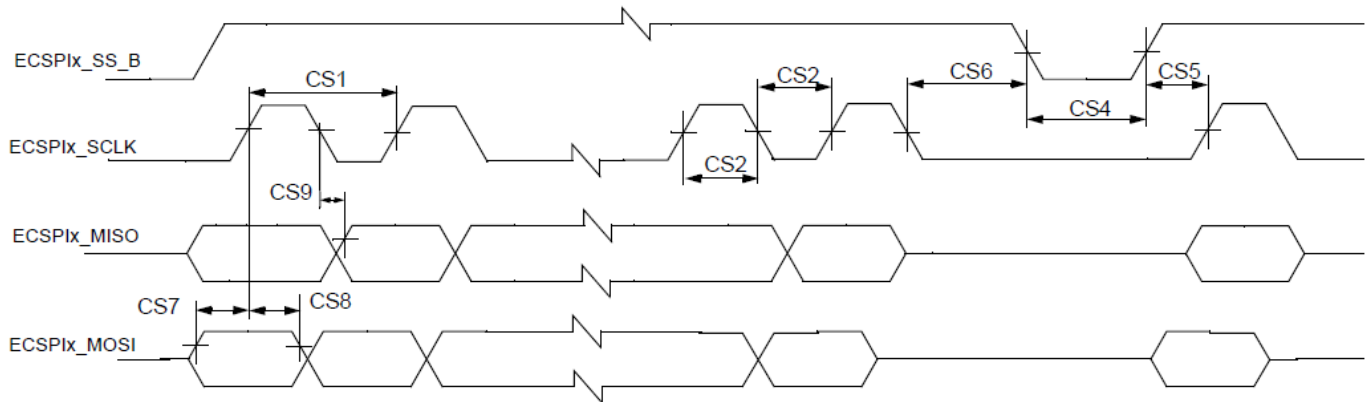 ECSPIx_SS_B
CS1
CS2
CS6
CS5
CS4
ECSPIx_SCLK
CS2
CS9
ECSPIx_MISO
CS7
CS8
ECSPIx_MOSI